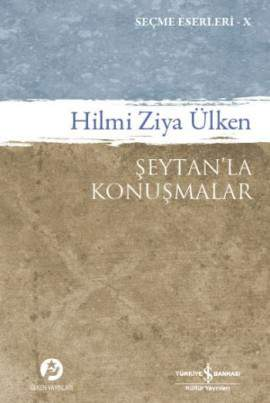 SEÇME ESERLERİ - X
Hilmi Ziya Ülken
ŞEYTAN'LA
KONUŞMALAR
ÜLKEN YAYINLARI
TÜRKİYE İŞ BANKASI
Kültür Yayınları